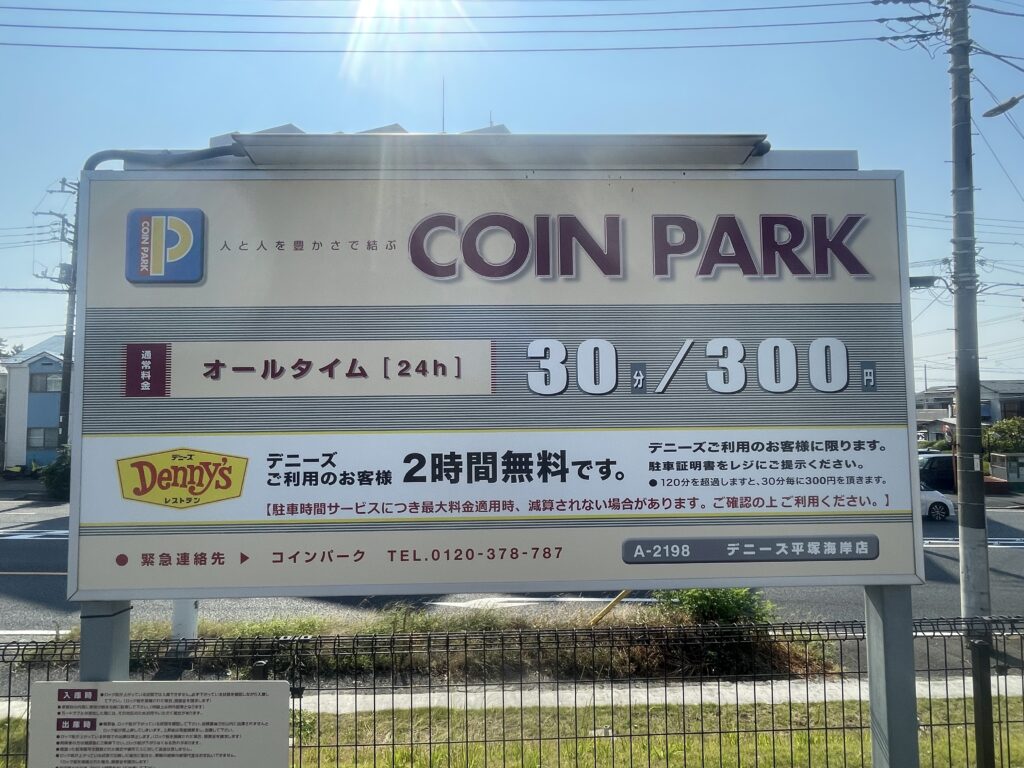 COIN PARK
人と人を豊かさで結ぶ
COIN PARK
通常料金
オールタイム [24h]
30分/300円
デニーズ
Denny's
レストラン
デニーズ
ご利用のお客様 2時間無料です。
デニーズご利用のお客様に限ります。
駐車証明書をレジにご提示ください。
●120分を超過しますと、30分毎に300円を頂きます。
【駐車時間サービスにつき最大料金適用時、減算されない場合があります。ご確認の上ご利用ください。】
● 緊急連絡先 ▶ コインパーク TEL.0120-378-787
A-2198 デニーズ平塚海岸店
入庫時
出庫時